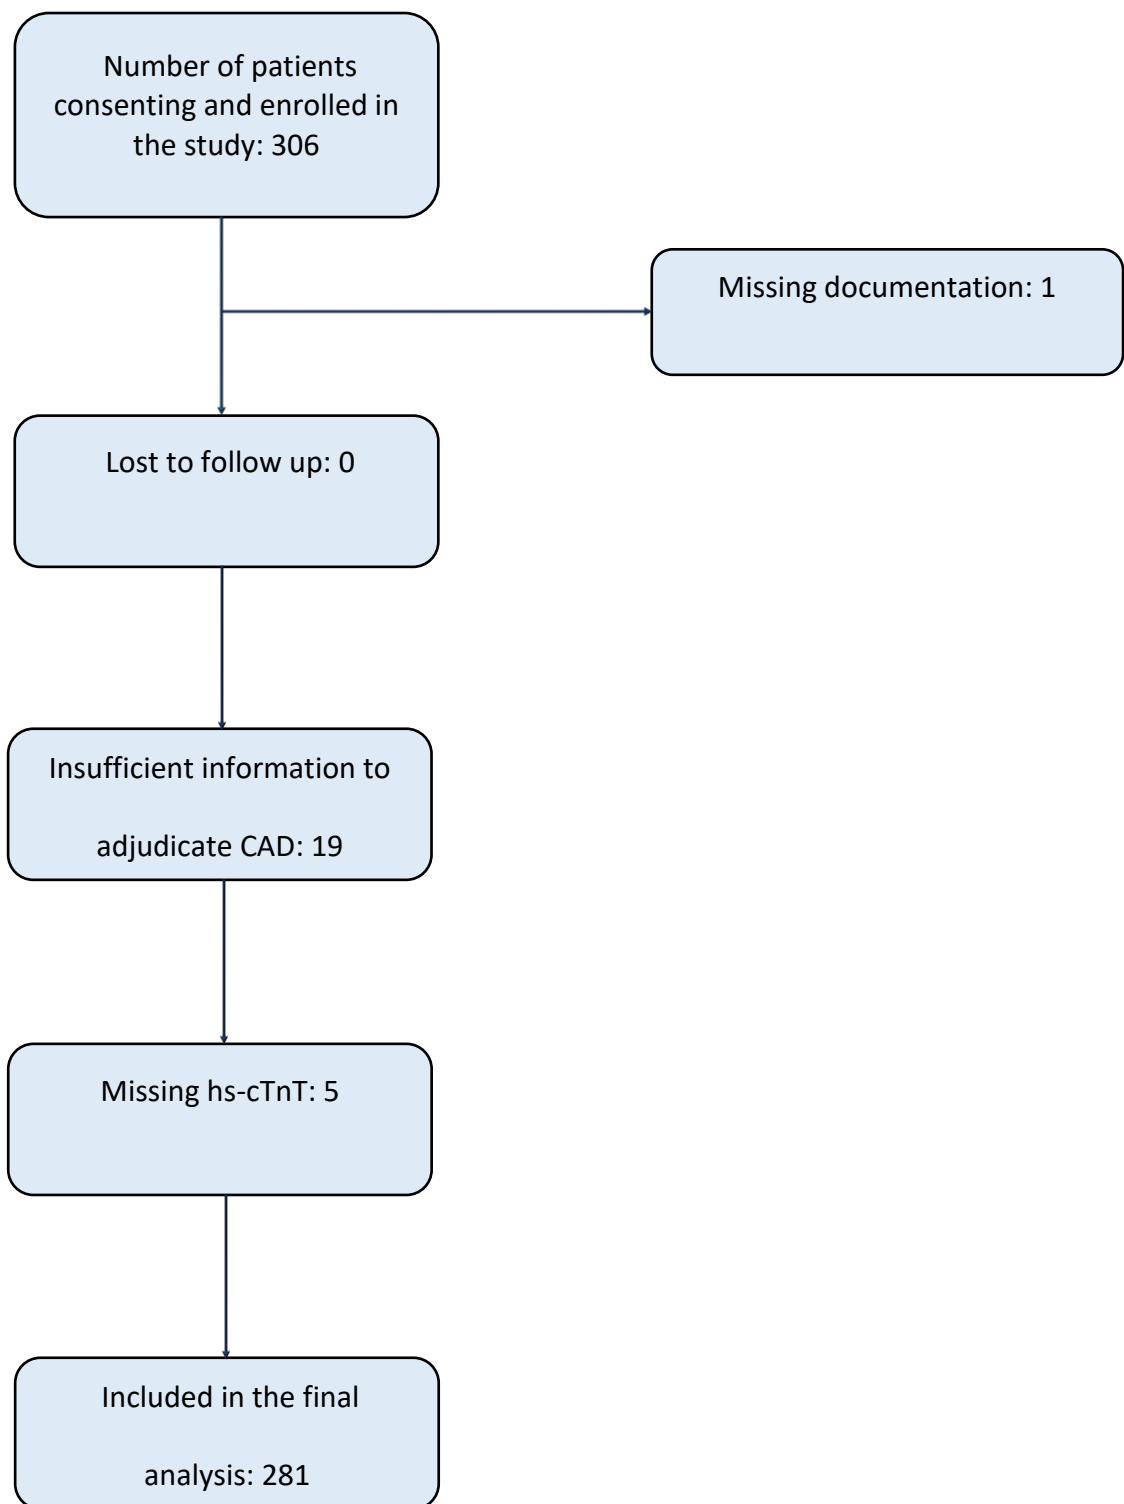 Number of patients
consenting and enrolled in
the study: 306
Missing documentation: 1
Lost to follow up: 0
Insufficient information to
adjudicate CAD: 19
Missing hs-cTnT: 5
Included in the final
analysis: 281